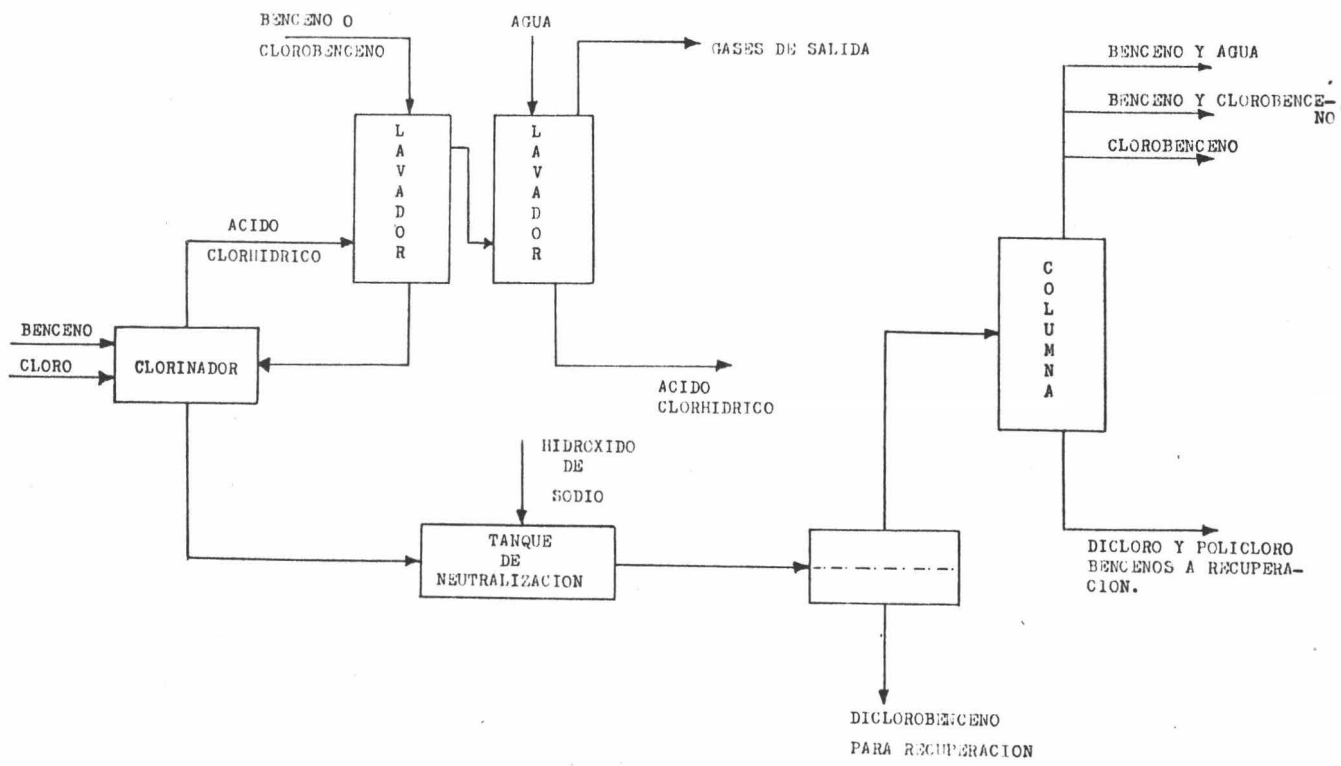 BENCENO O
CLOROBENCENO
AGUA
GASES DE SALIDA
BENCENO Y AGUA
BENCENO Y CLOROBENCE-
NO
CLOROBENCENO
L
A
V
A
D
O
R
L
A
V
A
D
O
R
ACIDO
CLORHIDRICO
C
O
L
U
M
N
A
BENCENO
CLORO
CLORINADOR
ACIDO
CLORHIDRICO
HIDROXIDO
DE
SODIO
TANQUE
DE
NEUTRALIZACION
DICLORO Y POLICLORO
BENCENOS A RECUPERA-
CION.
DICLOROBENCENO
PARA RECUPERACION